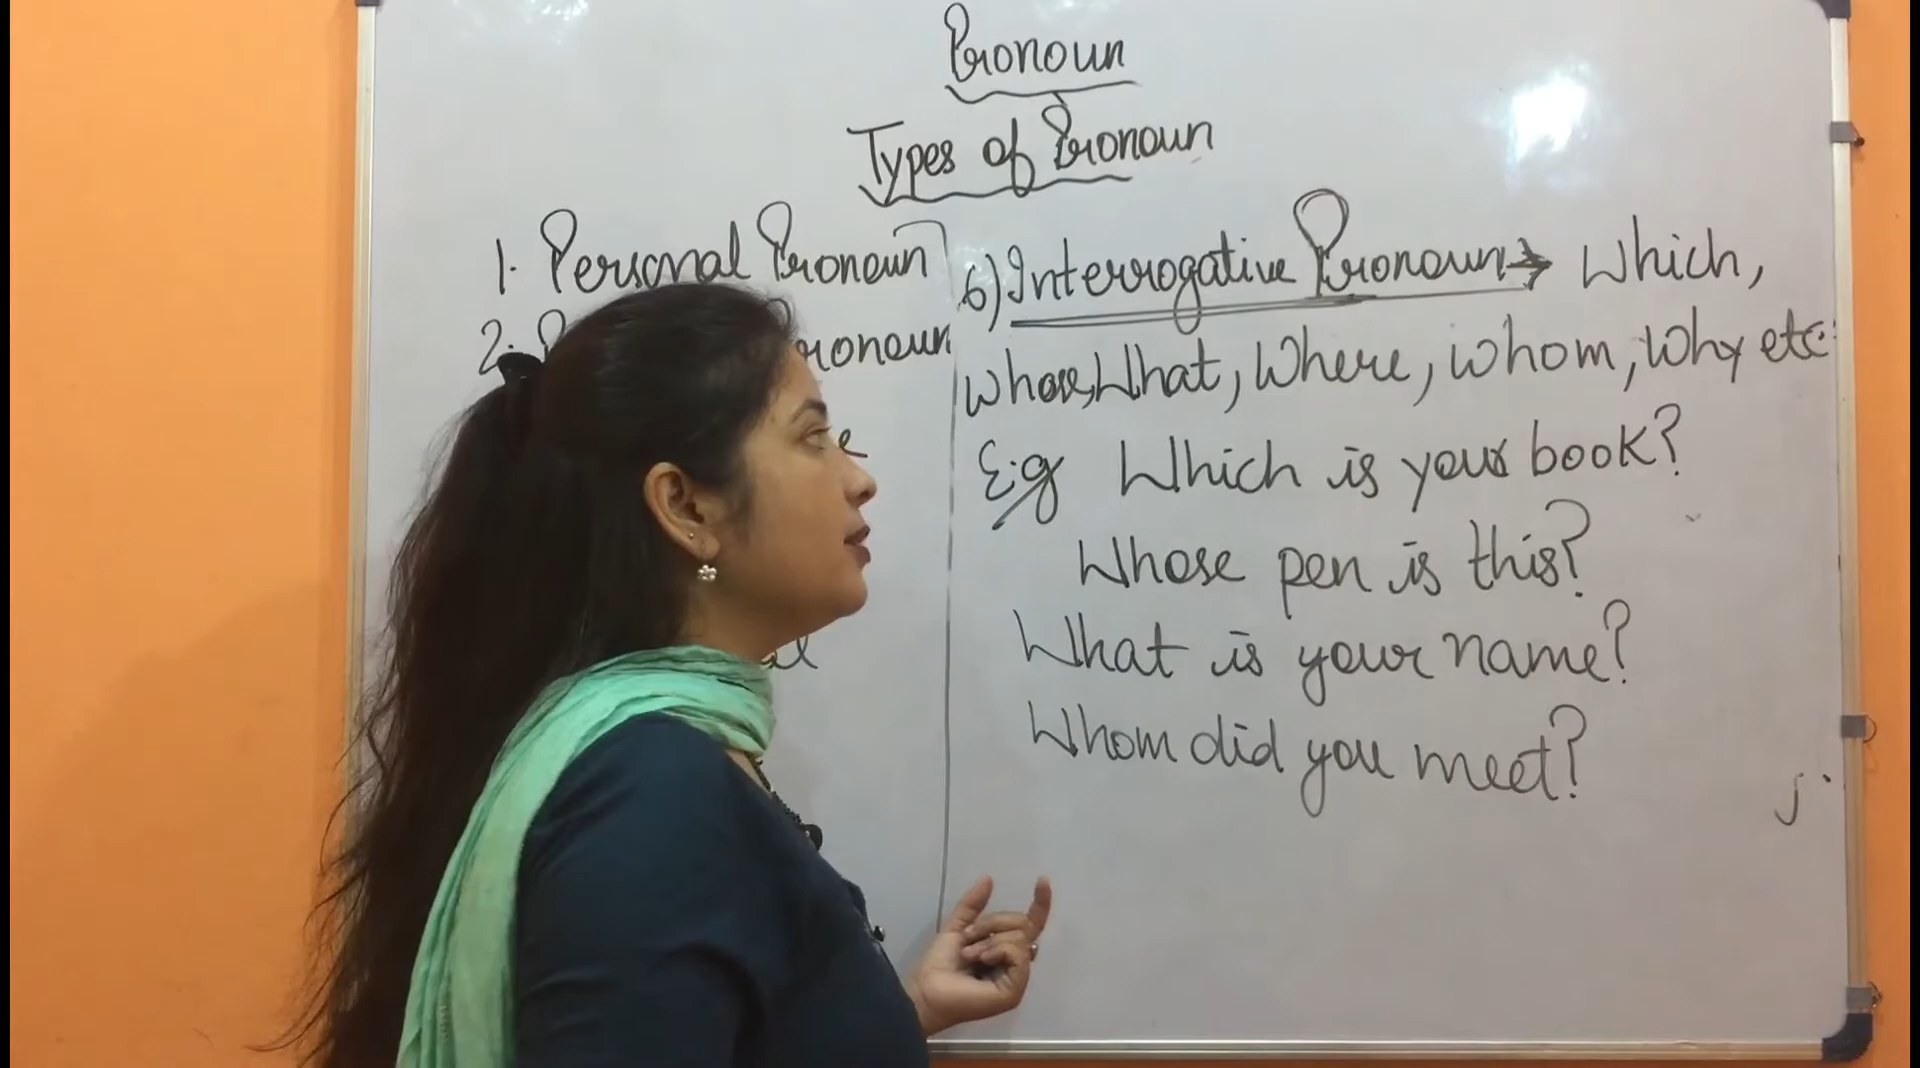 Pronoun
Types of Pronoun
1. Personal Pronoun
2.
6) Interrogative Pronoun → Which,
Whose, What, Where, Whom, Why etc.
E.g Which is your book?
Whose pen is this?
What is your name?
Whom did you meet?